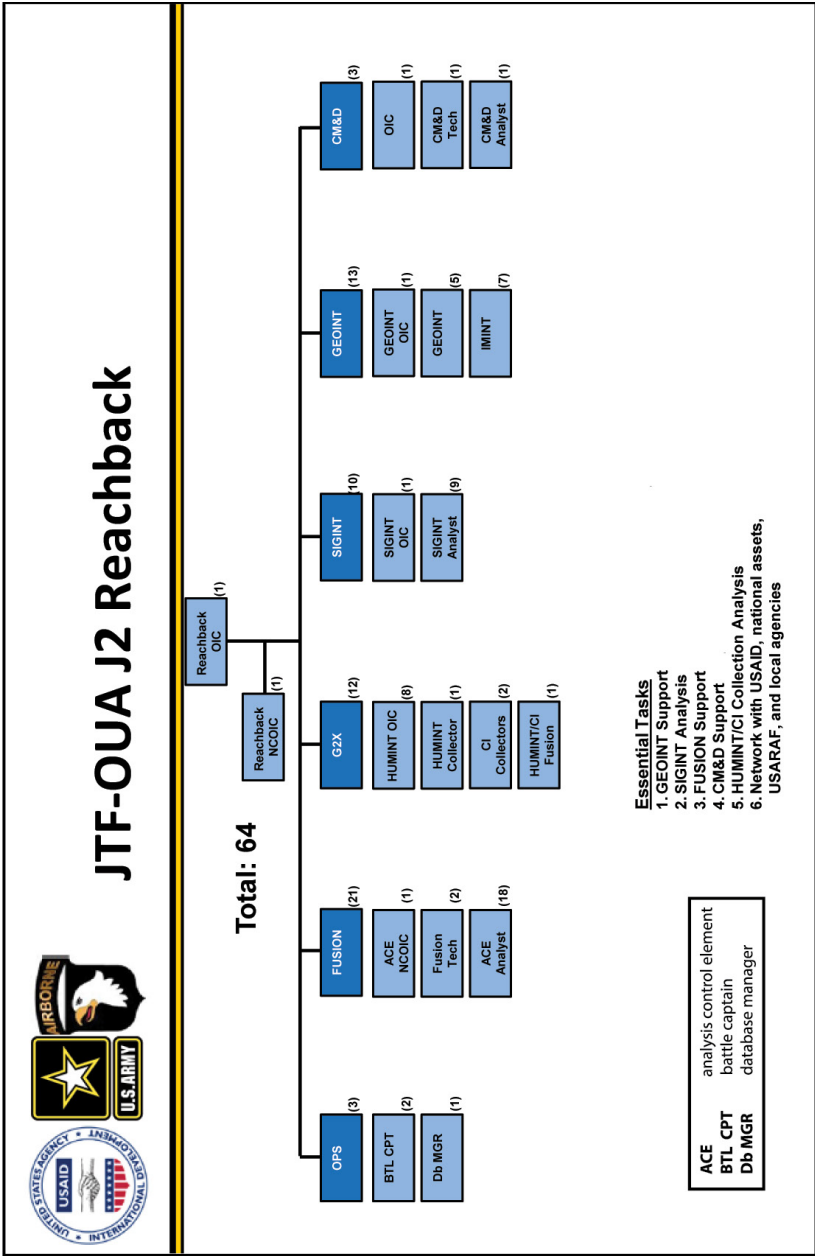 UNITED STATES AGENCY
USAID
INTERNATIONAL DEVELOPMENT
U.S.ARMY
AIRBORNE
JTF-OUA J2 Reachback
Total: 64
Reachback
OIC
(1)
Reachback
NCOIC
(1)
OPS
(3)
BTL CPT
(2)
Db MGR
(1)
FUSION
(21)
ACE
NCOIC
(1)
Fusion
Tech
(2)
ACE
Analyst
(18)
G2X
(12)
HUMINT OIC
(8)
HUMINT
Collector
(1)
CI
Collectors
(2)
HUMINT/CI
Fusion
(1)
SIGINT
(10)
SIGINT
OIC
(1)
SIGINT
Analyst
(9)
GEOINT
(13)
GEOINT
OIC
(1)
GEOINT
(5)
IMINT
(7)
CM&D
(3)
OIC
(1)
CM&D
Tech
(1)
CM&D
Analyst
(1)
Essential Tasks
1. GEOINT Support
2. SIGINT Analysis
3. FUSION Support
4. CM&D Support
5. HUMINT/CI Collection Analysis
6. Network with USAID, national assets,
USARAF, and local agencies
ACE analysis control element
BTL CPT battle captain
Db MGR database manager